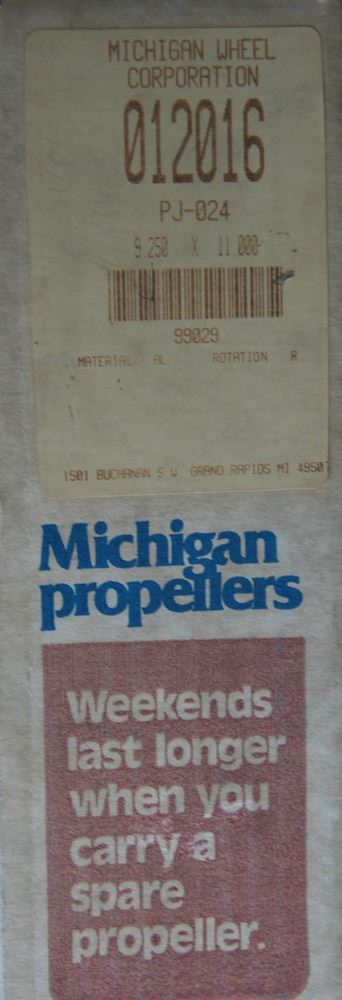 MICHIGAN WHEEL
CORPORATION
012016
PJ-024
9.250 X 11.000
99029
MATERIAL AL ROTATION R
1501 BUCHANAN S W GRAND RAPIDS MI 49507
Michigan
propellers
Weekends
last longer
when you
carry a
spare
propeller.